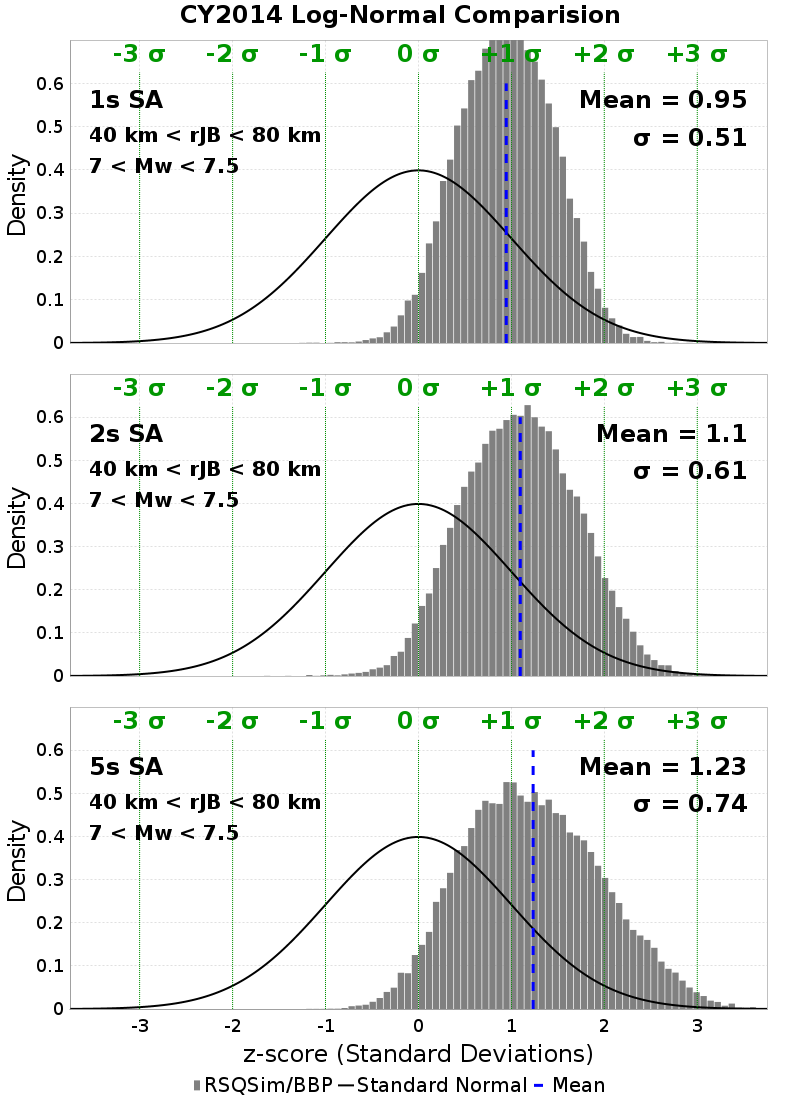 CY2014 Log-Normal Comparision
-3 σ -2 σ -1 σ 0 σ +1 σ +2 σ +3 σ
1s SA
40 km < rJB < 80 km
7 < Mw < 7.5
Mean = 0.95
σ = 0.51
Density
0.6
0.5
0.4
0.3
0.2
0.1
0
-3 σ -2 σ -1 σ 0 σ +1 σ +2 σ +3 σ
2s SA
40 km < rJB < 80 km
7 < Mw < 7.5
Mean = 1.1
σ = 0.61
Density
0.6
0.5
0.4
0.3
0.2
0.1
0
-3 σ -2 σ -1 σ 0 σ +1 σ +2 σ +3 σ
5s SA
40 km < rJB < 80 km
7 < Mw < 7.5
Mean = 1.23
σ = 0.74
Density
0.6
0.5
0.4
0.3
0.2
0.1
0
-3 -2 -1 0 1 2 3
z-score (Standard Deviations)
RSQSim/BBP Standard Normal Mean